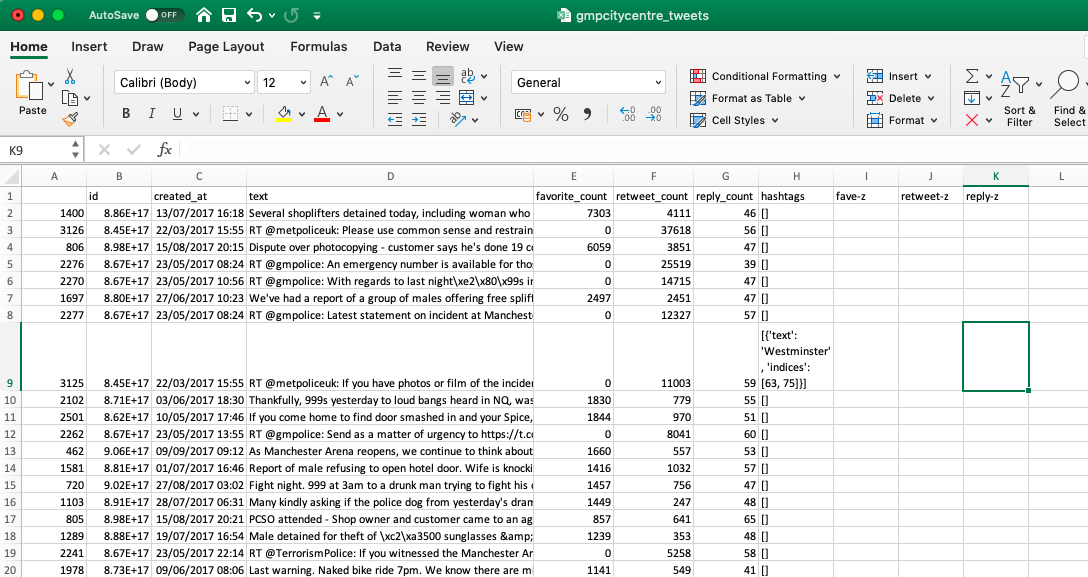 AutoSave OFF gmpcitycentre_tweets
Home Insert Draw Page Layout Formulas Data Review View
Paste Calibri (Body) 12 A A ab General Conditional Formatting Insert Sort & Filter Find & Select
B I U A % Format as Table Delete
Cell Styles Format
K9 fx
A B C D E F G H I J K L
1 id created_at text favorite_count retweet_count reply_count hashtags fave-z retweet-z reply-z
2 1400 8.86E+17 13/07/2017 16:18 Several shoplifters detained today, including woman who 7303 4111 46 []
3 3126 8.45E+17 22/03/2017 15:55 RT @metpoliceuk: Please use common sense and restrain 0 37618 56 []
4 806 8.98E+17 15/08/2017 20:15 Dispute over photocopying - customer says he's done 19 co 6059 3851 47 []
5 2276 8.67E+17 23/05/2017 08:24 RT @gmpolice: An emergency number is available for tho 0 25519 39 []
6 2270 8.67E+17 23/05/2017 10:56 RT @gmpolice: With regards to last night\xe2\x80\x99s in 0 14715 47 []
7 1697 8.80E+17 27/06/2017 10:23 We've had a report of a group of males offering free spliff 2497 2451 47 []
8 2277 8.67E+17 23/05/2017 08:24 RT @gmpolice: Latest statement on incident at Manchest 0 12327 57 []
[{'text':
'Westminster'
, 'indices':
9 3125 8.45E+17 22/03/2017 15:55 RT @metpoliceuk: If you have photos or film of the incider 0 11003 59 [63, 75]}]
10 2102 8.71E+17 03/06/2017 18:30 Thankfully, 999s yesterday to loud bangs heard in NQ, was 1830 779 55 []
11 2501 8.62E+17 10/05/2017 17:46 If you come home to find door smashed in and your Spice, 1844 970 51 []
12 2262 8.67E+17 23/05/2017 13:55 RT @gmpolice: Send as a matter of urgency to https://t.co 0 8041 60 []
13 462 9.06E+17 09/09/2017 09:12 As Manchester Arena reopens, we continue to think about 1660 557 53 []
14 1581 8.81E+17 01/07/2017 16:46 Report of male refusing to open hotel door. Wife is knocki 1416 1032 57 []
15 720 9.02E+17 27/08/2017 03:02 Fight night. 999 at 3am to a drunk man trying to fight his 1457 756 47 []
16 1103 8.91E+17 28/07/2017 06:31 Many kindly asking if the police dog from yesterday's dram 1449 247 48 []
17 805 8.98E+17 15/08/2017 20:21 PCSO attended - Shop owner and customer came to an ag 857 641 65 []
18 1289 8.88E+17 19/07/2017 16:54 Male detained for theft of \xc2\xa3500 sunglasses &amp; 1239 353 48 []
19 2241 8.67E+17 23/05/2017 22:14 RT @TerrorismPolice: If you witnessed the Manchester Ar 0 5258 58 []
20 1978 8.73E+17 09/06/2017 08:06 Last warning. Naked bike ride 7pm. We know there are m 1141 549 41 []